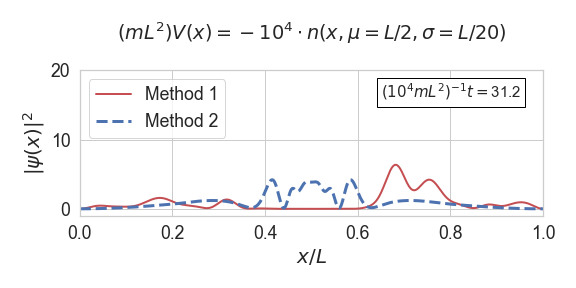 (mL²)V(x) = −10⁴ · n(x, μ = L/2, σ = L/20)
20
10
0
|ψ(x)|²
Method 1
Method 2
(10⁴mL²)⁻¹t = 31.2
0.0 0.2 0.4 0.6 0.8 1.0
x/L